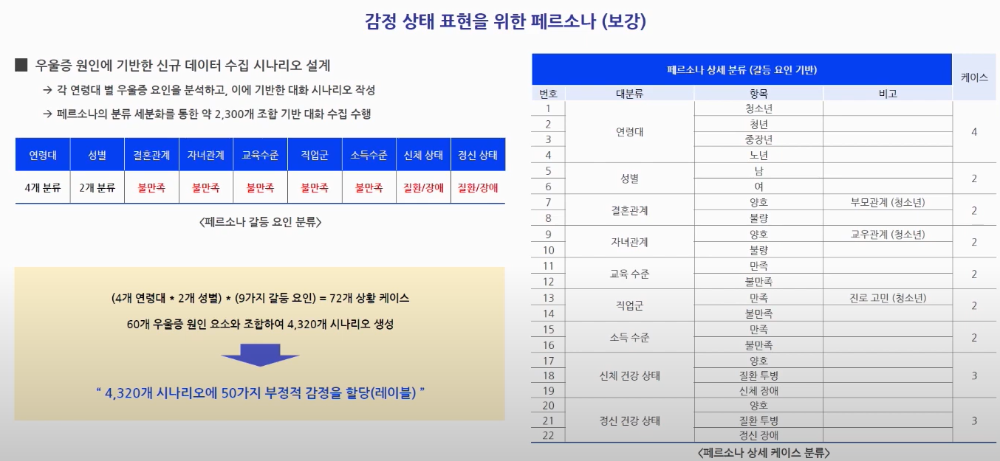 감정 상태 표현을 위한 페르소나 (보강)
■ 우울증 원인에 기반한 신규 데이터 수집 시나리오 설계
→ 각 연령대 별 우울증 요인을 분석하고, 이에 기반한 대화 시나리오 작성
→ 페르소나의 분류 세분화를 통한 약 2,300개 조합 기반 대화 수집 수행
연령대 성별 결혼관계 자녀관계 교육수준 직업군 소득수준 신체 상태 정신 상태
4개 분류 2개 분류 불만족 불만족 불만족 불만족 불만족 질환/장애 질환/장애
<페르소나 갈등 요인 분류>
(4개 연령대 * 2개 성별) * (9가지 갈등 요인) = 72개 상황 케이스
60개 우울증 원인 요소와 조합하여 4,320개 시나리오 생성
“ 4,320개 시나리오에 50가지 부정적 감정을 할당(레이블) ”
페르소나 상세 분류 (갈등 요인 기반) 케이스
번호 대분류 항목 비고
1 연령대 청소년 4
2 청년
3 중장년
4 노년
5 성별 남 2
6 여
7 결혼관계 양호 부모관계 (청소년) 2
8 불량
9 자녀관계 양호 교우관계 (청소년) 2
10 불량
11 교육 수준 만족 2
12 불만족
13 직업군 만족 진로 고민 (청소년) 2
14 불만족
15 소득 수준 만족 2
16 불만족
17 신체 건강 상태 양호 3
18 질환 투병
19 신체 장애
20 정신 건강 상태 양호 3
21 질환 투병
22 정신 장애
<페르소나 상세 케이스 분류>